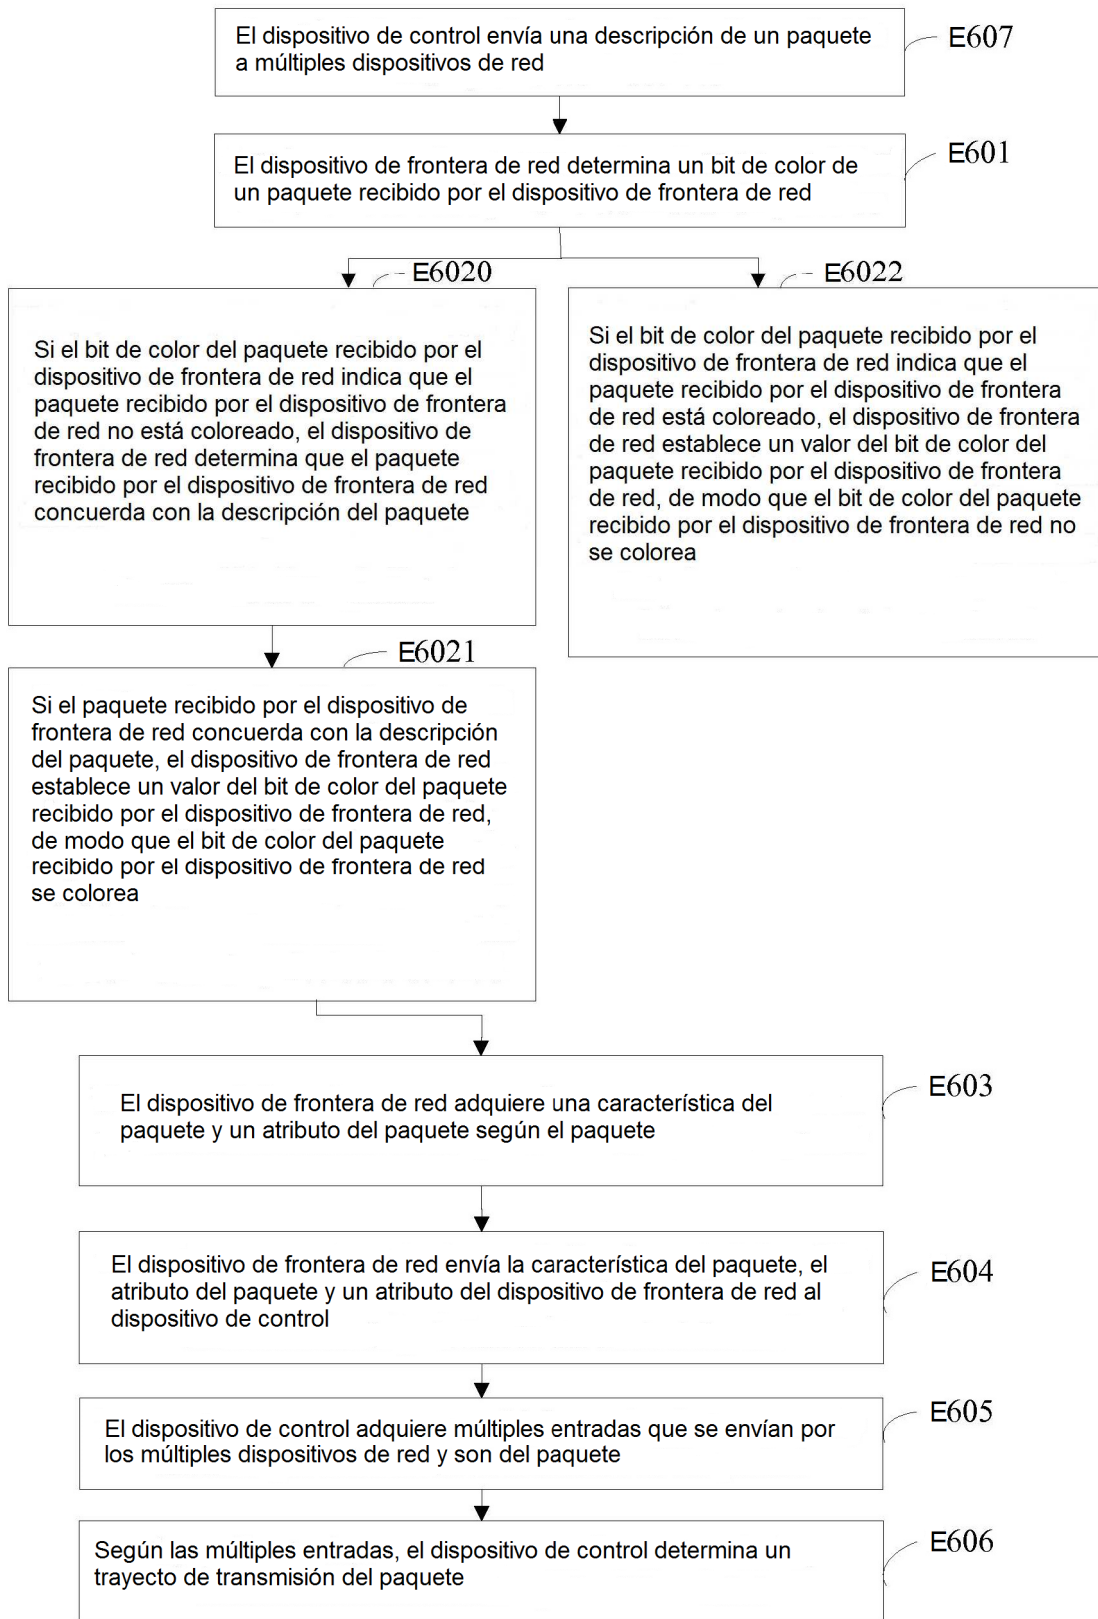 El dispositivo de control envía una descripción de un paquete
a múltiples dispositivos de red
E607
El dispositivo de frontera de red determina un bit de color de
un paquete recibido por el dispositivo de frontera de red
E601
E6020
Si el bit de color del paquete recibido por el
dispositivo de frontera de red indica que el
paquete recibido por el dispositivo de frontera
de red no está coloreado, el dispositivo de
frontera de red determina que el paquete
recibido por el dispositivo de frontera de red
concuerda con la descripción del paquete
E6022
Si el bit de color del paquete recibido por el
dispositivo de frontera de red indica que el
paquete recibido por el dispositivo de frontera
de red está coloreado, el dispositivo de frontera
de red establece un valor del bit de color del
paquete recibido por el dispositivo de frontera
de red, de modo que el bit de color del paquete
recibido por el dispositivo de frontera de red no
se colorea
E6021
Si el paquete recibido por el dispositivo de
frontera de red concuerda con la descripción
del paquete, el dispositivo de frontera de red
establece un valor del bit de color del paquete
recibido por el dispositivo de frontera de red,
de modo que el bit de color del paquete
recibido por el dispositivo de frontera de red
se colorea
El dispositivo de frontera de red adquiere una característica del
paquete y un atributo del paquete según el paquete
E603
El dispositivo de frontera de red envía la característica del paquete, el
atributo del paquete y un atributo del dispositivo de frontera de red al
dispositivo de control
E604
El dispositivo de control adquiere múltiples entradas que se envían por
los múltiples dispositivos de red y son del paquete
E605
Según las múltiples entradas, el dispositivo de control determina un
trayecto de transmisión del paquete
E606